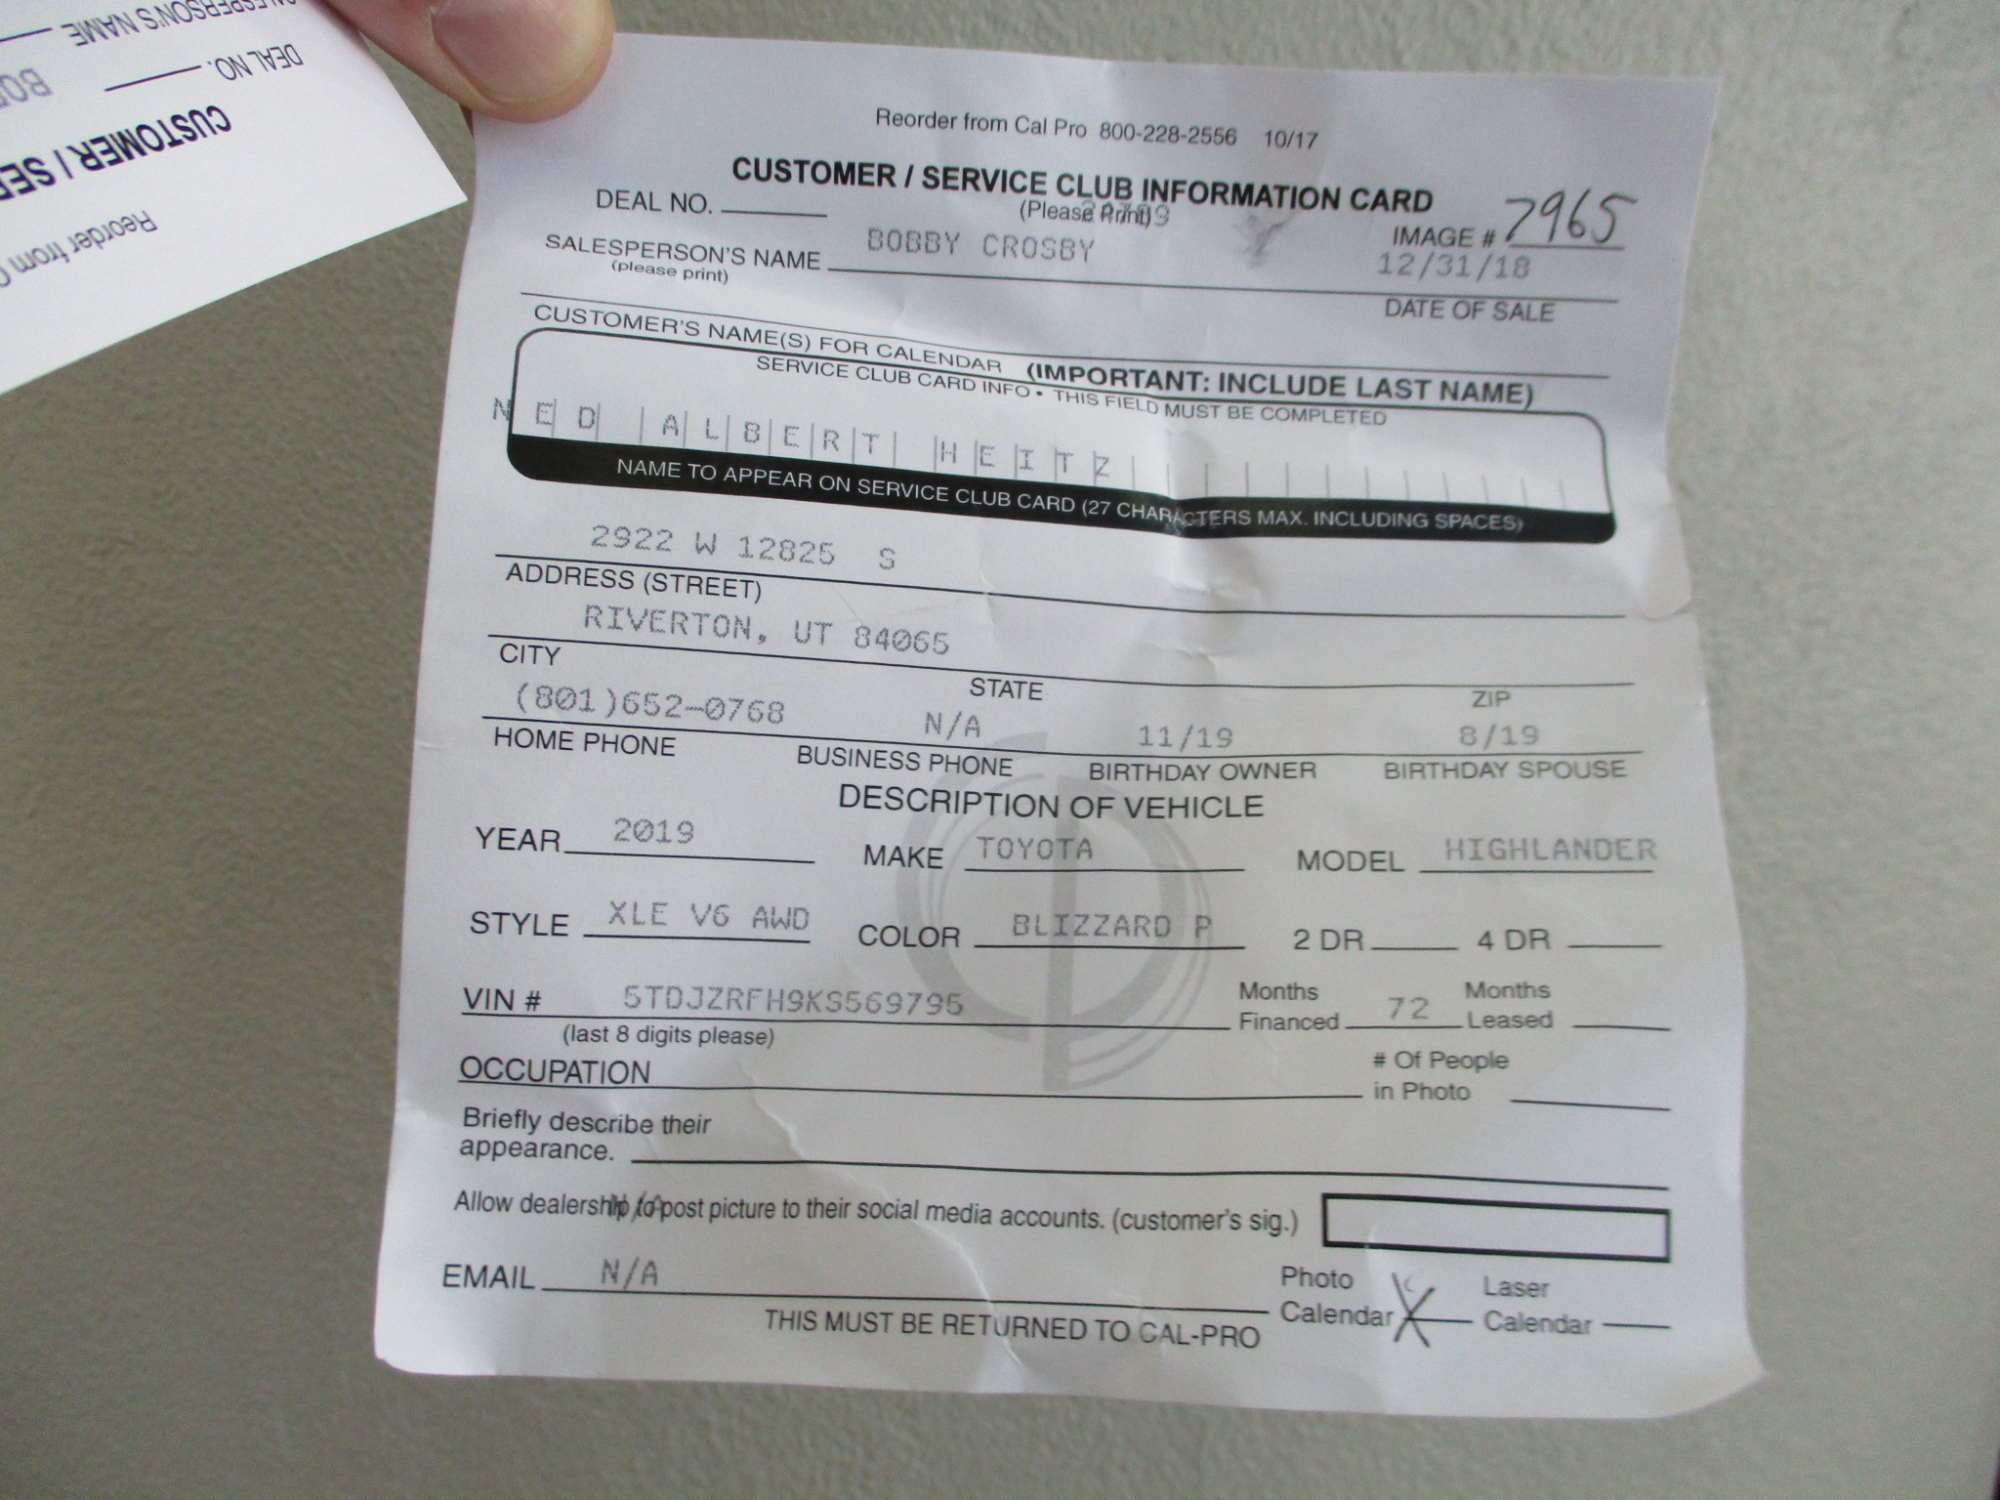 SALESPERSON'S NAME
DEAL NO.
CUSTOMER / SER
Reorder from C
Reorder from Cal Pro 800-228-2556 10/17
CUSTOMER / SERVICE CLUB INFORMATION CARD
DEAL NO. (Please Print) IMAGE # 7965
SALESPERSON'S NAME BOBBY CROSBY 12/31/18
(please print) DATE OF SALE
CUSTOMER'S NAME(S) FOR CALENDAR (IMPORTANT: INCLUDE LAST NAME)
SERVICE CLUB CARD INFO • THIS FIELD MUST BE COMPLETED
NED ALBERT HEITZ
NAME TO APPEAR ON SERVICE CLUB CARD (27 CHARACTERS MAX. INCLUDING SPACES)
2922 W 12825 S
ADDRESS (STREET)
RIVERTON, UT 84065
CITY STATE ZIP
(801)652-0768 N/A 11/19 8/19
HOME PHONE BUSINESS PHONE BIRTHDAY OWNER BIRTHDAY SPOUSE
DESCRIPTION OF VEHICLE
YEAR 2019 MAKE TOYOTA MODEL HIGHLANDER
STYLE XLE V6 AWD COLOR BLIZZARD P 2 DR 4 DR
VIN # 5TDJZRFH9KS569795 Months Financed 72 Months Leased
(last 8 digits please)
OCCUPATION # Of People in Photo
Briefly describe their
appearance.
Allow dealership to post picture to their social media accounts. (customer's sig.)
N/A
EMAIL N/A Photo Calendar X Laser Calendar
THIS MUST BE RETURNED TO CAL-PRO